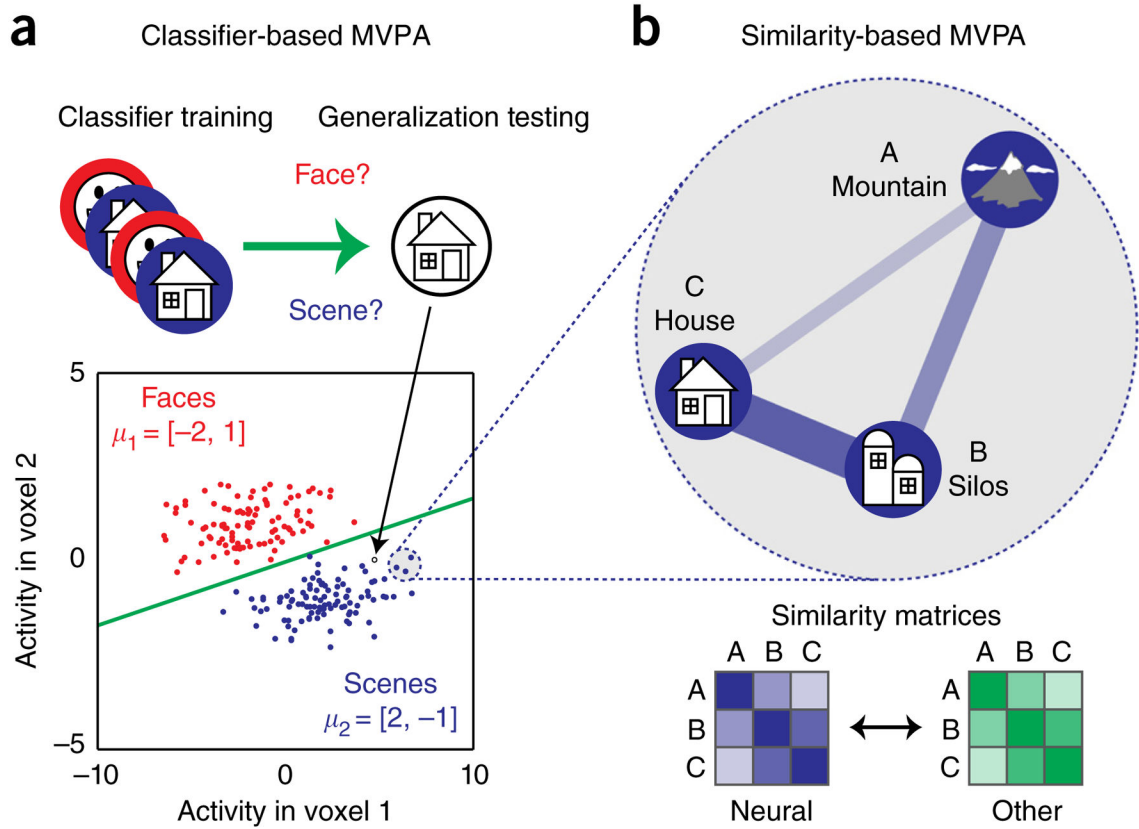 a
Classifier-based MVPA
Classifier training
Generalization testing
Face?
Scene?
5
0
–5
–10
0
10
Activity in voxel 2
Activity in voxel 1
Faces
μ1 = [–2, 1]
Scenes
μ2 = [2, –1]
b
Similarity-based MVPA
A
Mountain
C
House
B
Silos
Similarity matrices
A B C
A
B
C
Neural
A B C
A
B
C
Other